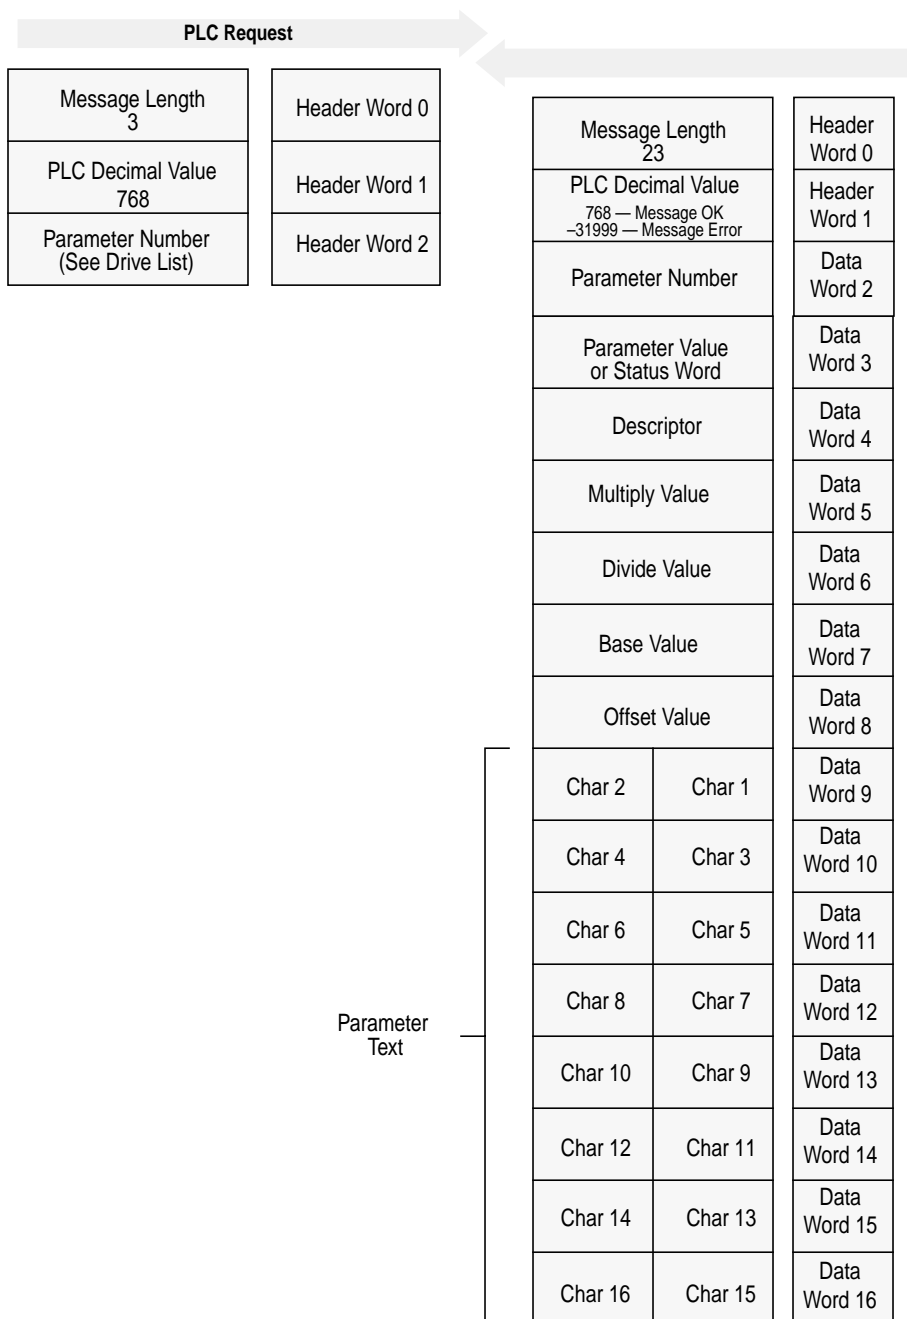 PLC Request
Message Length
3
Header Word 0
PLC Decimal Value
768
Header Word 1
Parameter Number
(See Drive List)
Header Word 2
Message Length
23
Header
Word 0
PLC Decimal Value
768 — Message OK
–31999 — Message Error
Header
Word 1
Parameter Number
Data
Word 2
Parameter Value
or Status Word
Data
Word 3
Descriptor
Data
Word 4
Multiply Value
Data
Word 5
Divide Value
Data
Word 6
Base Value
Data
Word 7
Offset Value
Data
Word 8
Parameter
Text
Char 2
Char 1
Data
Word 9
Char 4
Char 3
Data
Word 10
Char 6
Char 5
Data
Word 11
Char 8
Char 7
Data
Word 12
Char 10
Char 9
Data
Word 13
Char 12
Char 11
Data
Word 14
Char 14
Char 13
Data
Word 15
Char 16
Char 15
Data
Word 16